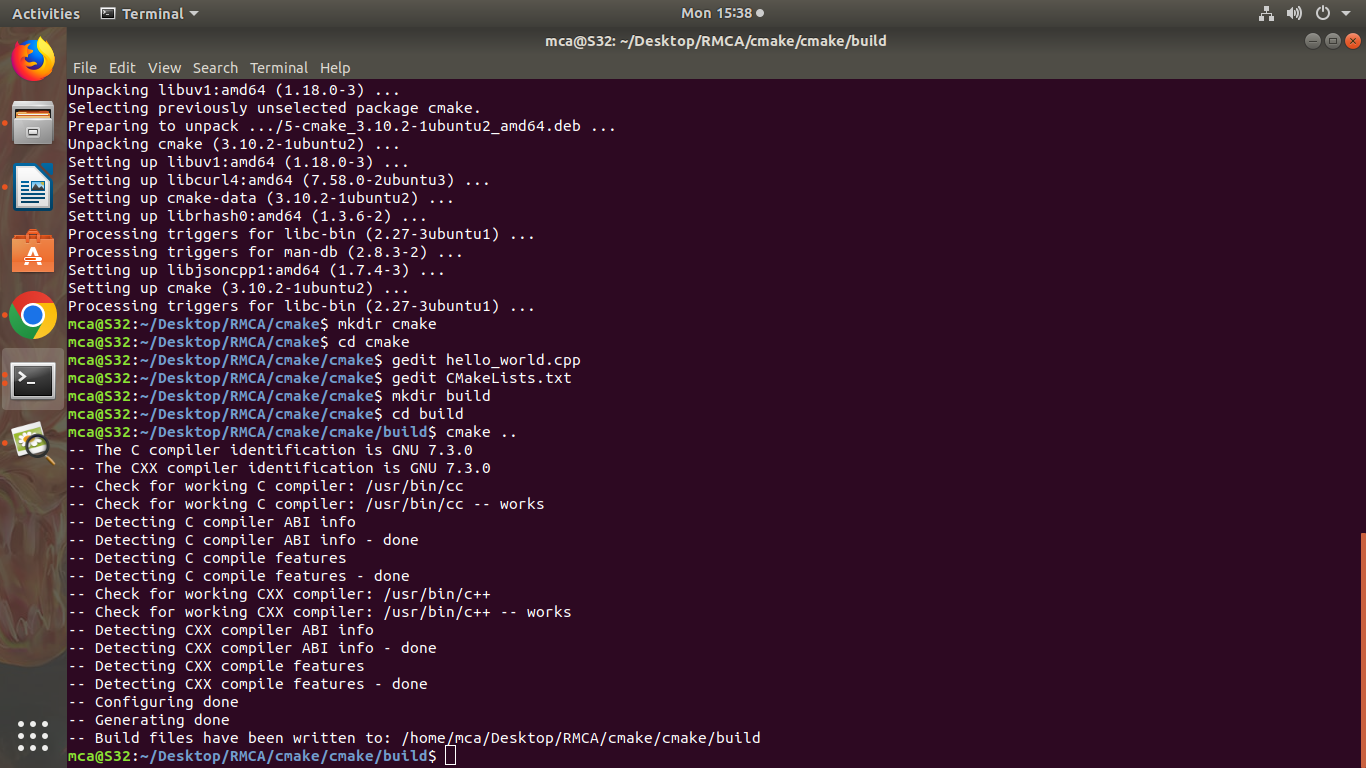 Activities Terminal Mon 15:38
mca@S32: ~/Desktop/RMCA/cmake/cmake/build
File Edit View Search Terminal Help
Unpacking libuv1:amd64 (1.18.0-3) ...
Selecting previously unselected package cmake.
Preparing to unpack .../5-cmake_3.10.2-1ubuntu2_amd64.deb ...
Unpacking cmake (3.10.2-1ubuntu2) ...
Setting up libuv1:amd64 (1.18.0-3) ...
Setting up libcurl4:amd64 (7.58.0-2ubuntu3) ...
Setting up cmake-data (3.10.2-1ubuntu2) ...
Setting up librhash0:amd64 (1.3.6-2) ...
Processing triggers for libc-bin (2.27-3ubuntu1) ...
Processing triggers for man-db (2.8.3-2) ...
Setting up libjsoncpp1:amd64 (1.7.4-3) ...
Setting up cmake (3.10.2-1ubuntu2) ...
Processing triggers for libc-bin (2.27-3ubuntu1) ...
mca@S32:~/Desktop/RMCA/cmake$ mkdir cmake
mca@S32:~/Desktop/RMCA/cmake$ cd cmake
mca@S32:~/Desktop/RMCA/cmake/cmake$ gedit hello_world.cpp
mca@S32:~/Desktop/RMCA/cmake/cmake$ gedit CMakeLists.txt
mca@S32:~/Desktop/RMCA/cmake/cmake$ mkdir build
mca@S32:~/Desktop/RMCA/cmake/cmake$ cd build
mca@S32:~/Desktop/RMCA/cmake/cmake/build$ cmake ..
-- The C compiler identification is GNU 7.3.0
-- The CXX compiler identification is GNU 7.3.0
-- Check for working C compiler: /usr/bin/cc
-- Check for working C compiler: /usr/bin/cc -- works
-- Detecting C compiler ABI info
-- Detecting C compiler ABI info - done
-- Detecting C compile features
-- Detecting C compile features - done
-- Check for working CXX compiler: /usr/bin/c++
-- Check for working CXX compiler: /usr/bin/c++ -- works
-- Detecting CXX compiler ABI info
-- Detecting CXX compiler ABI info - done
-- Detecting CXX compile features
-- Detecting CXX compile features - done
-- Configuring done
-- Generating done
-- Build files have been written to: /home/mca/Desktop/RMCA/cmake/cmake/build
mca@S32:~/Desktop/RMCA/cmake/cmake/build$